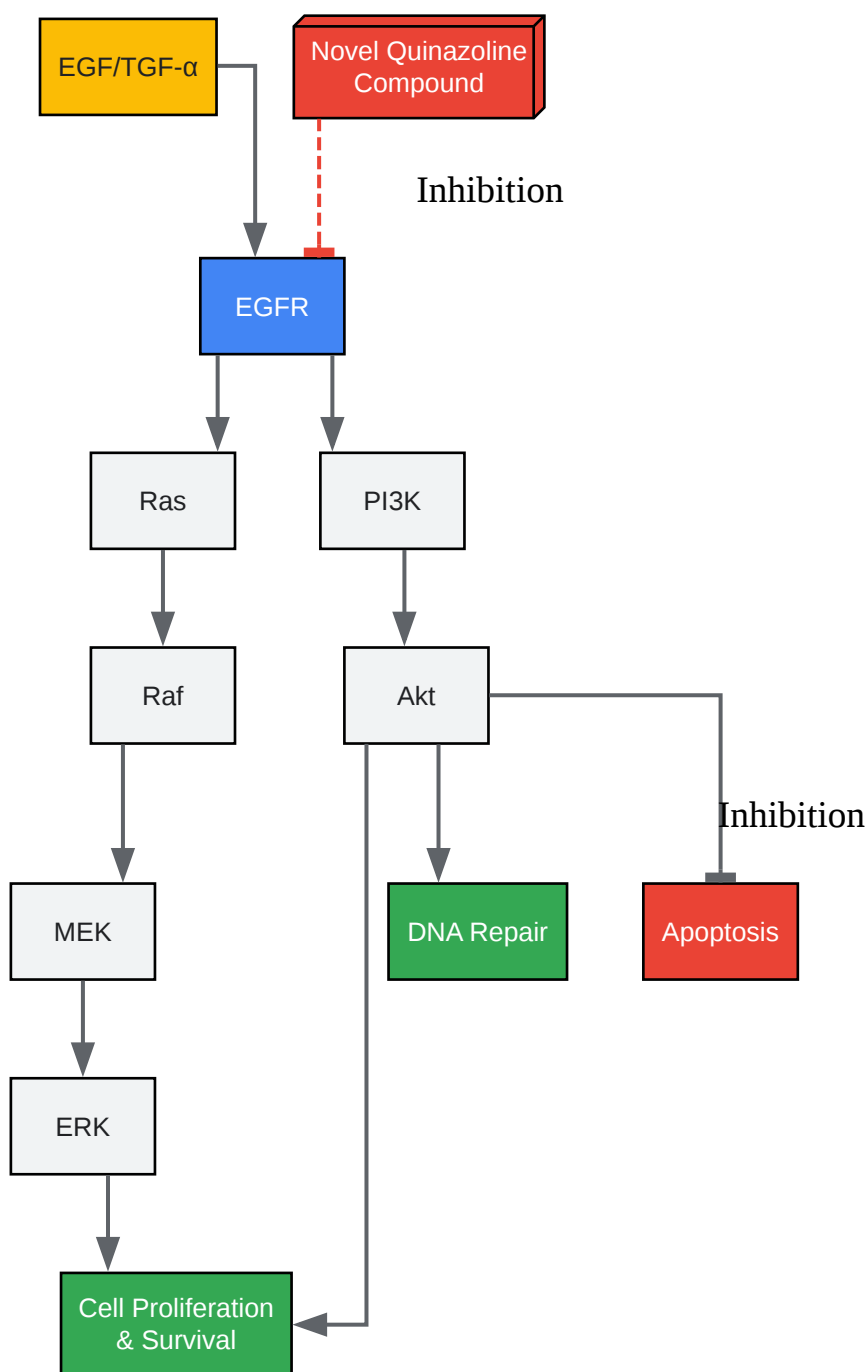 EGF/TGF-α
Novel Quinazoline
Compound
Inhibition
EGFR
Ras
PI3K
Raf
Akt
Inhibition
MEK
DNA Repair
Apoptosis
ERK
Cell Proliferation
& Survival